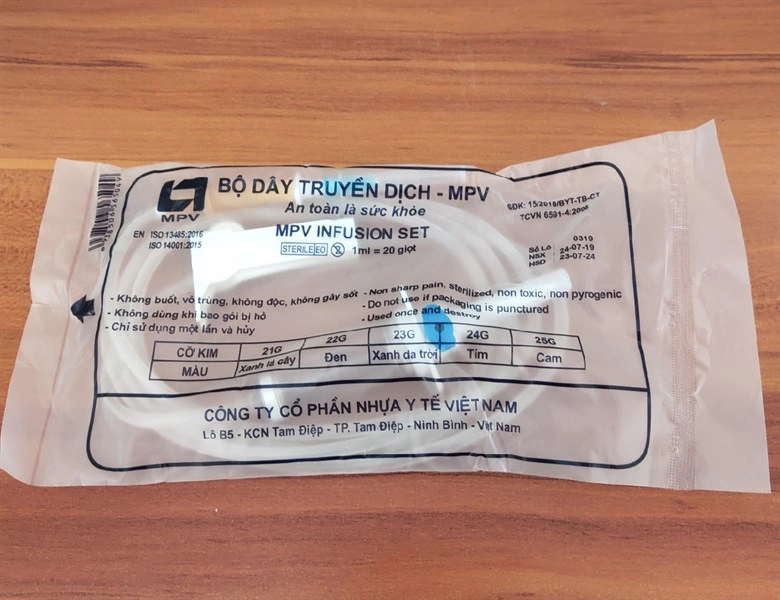 MPV
BỘ DÂY TRUYỀN DỊCH - MPV
An toàn là sức khỏe
MPV INFUSION SET
EN ISO 13485:2016
ISO 14001:2015
STERILE EO 2 1ml = 20 giọt
SDK: 15/2018/BYT-TB-CT
TCVN 6591-4:2008
Số Lô 0319
NSX 24-07-19
HSD 23-07-24
- Không buốt, vô trùng, không độc, không gây sốt
- Không dùng khi bao gói bị hở
- Chỉ sử dụng một lần và hủy
- Non sharp pain, sterilized, non toxic, non pyrogenic
- Do not use if packaging is punctured
- Used once and destroy
CỠ KIM 21G 22G 23G 24G 25G
MÀU Xanh lá cây Đen Xanh da trời Tím Cam
CÔNG TY CỔ PHẦN NHỰA Y TẾ VIỆT NAM
Lô B5 - KCN Tam Điệp - TP. Tam Điệp - Ninh Bình - Việt Nam